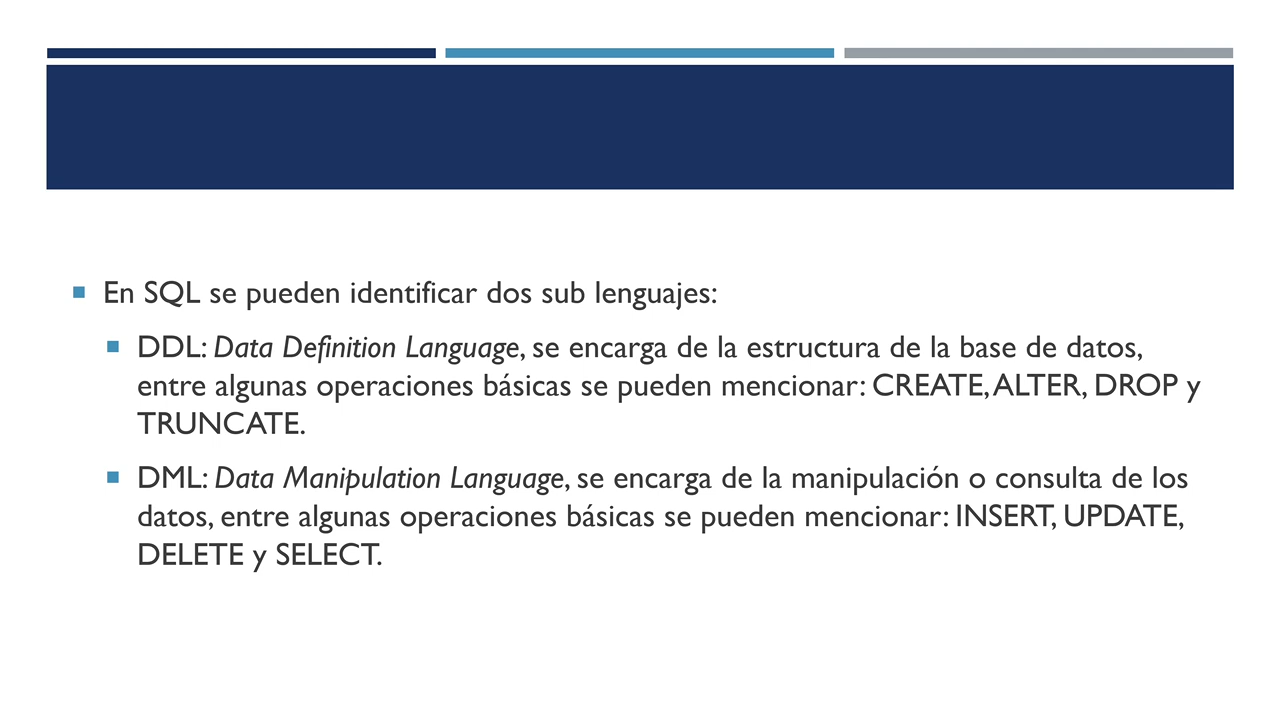 En SQL se pueden identificar dos sub lenguajes:
DDL: Data Definition Language, se encarga de la estructura de la base de datos,
entre algunas operaciones básicas se pueden mencionar: CREATE, ALTER, DROP y
TRUNCATE.
DML: Data Manipulation Language, se encarga de la manipulación o consulta de los
datos, entre algunas operaciones básicas se pueden mencionar: INSERT, UPDATE,
DELETE y SELECT.